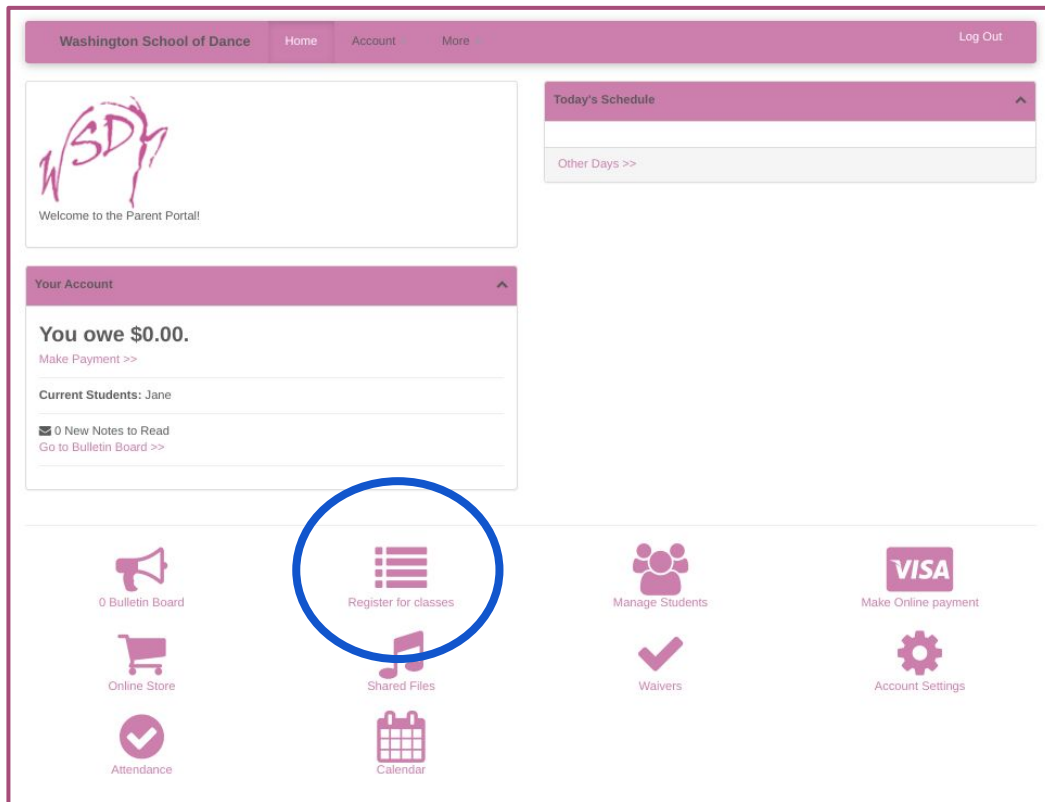 Washington School of Dance Home Account More Log Out
WSD
Welcome to the Parent Portal!
Today's Schedule
Other Days >>
Your Account
You owe $0.00.
Make Payment >>
Current Students: Jane
0 New Notes to Read
Go to Bulletin Board >>
0 Bulletin Board
Register for classes
Manage Students
VISA
Make Online payment
Online Store
Shared Files
Waivers
Account Settings
Attendance
Calendar